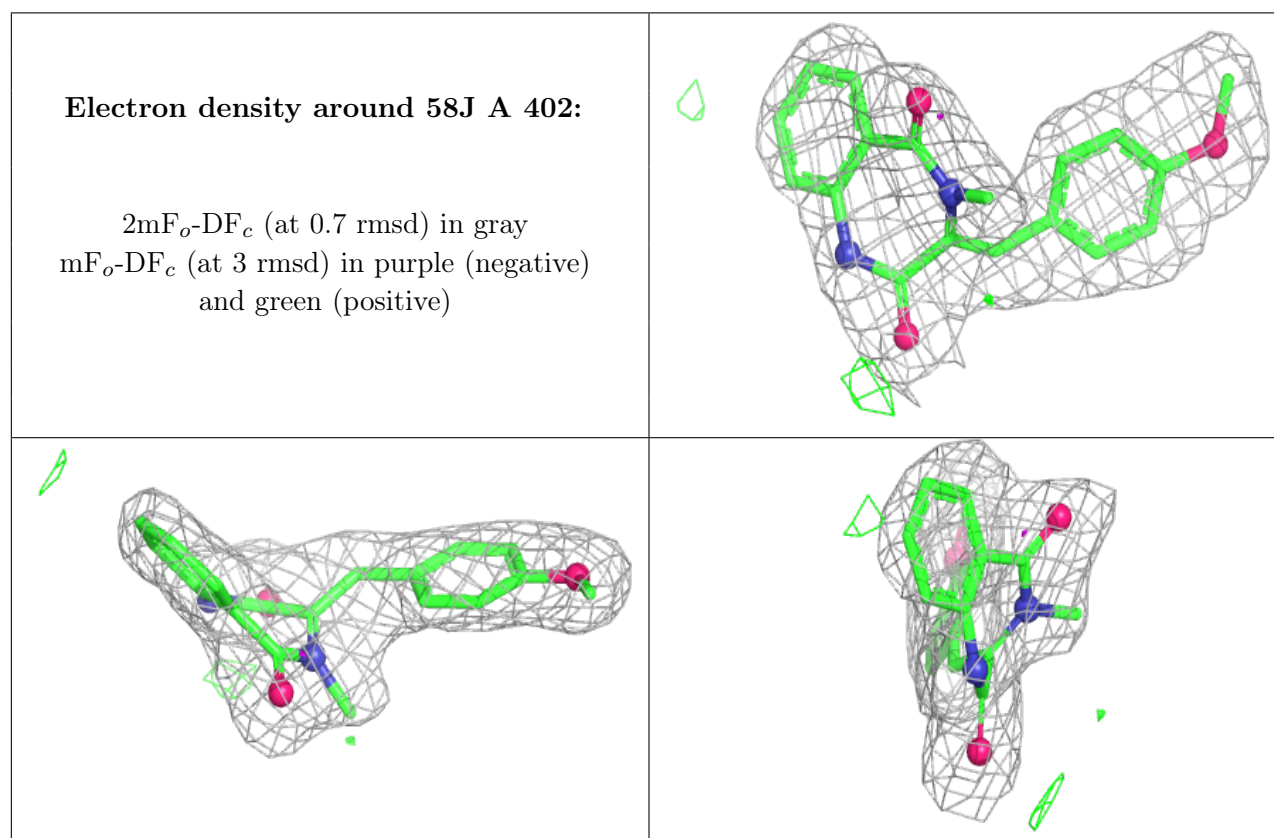 Electron density around 58J A 402:
2mFo-DFc (at 0.7 rmsd) in gray
mFo-DFc (at 3 rmsd) in purple (negative)
and green (positive)